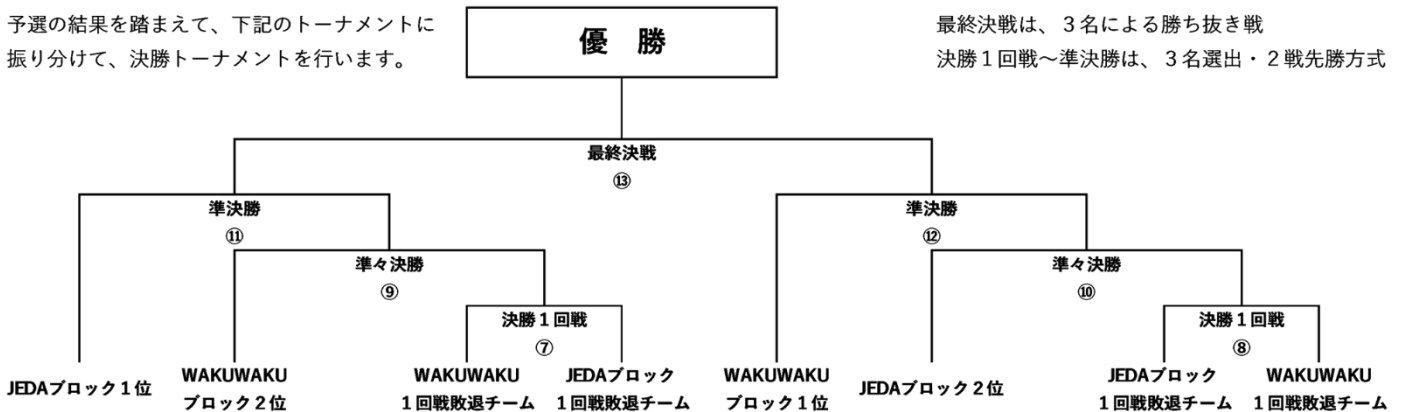 予選の結果を踏まえて、下記のトーナメントに
振り分けて、決勝トーナメントを行います。
優 勝
最終決戦は、３名による勝ち抜き戦
決勝１回戦～準決勝は、３名選出・２戦先勝方式
最終決戦
⑬
準決勝
⑪
準決勝
⑫
準々決勝
⑨
準々決勝
⑩
決勝１回戦
⑦
決勝１回戦
⑧
JEDAブロック１位
WAKUWAKU
ブロック２位
WAKUWAKU
１回戦敗退チーム
JEDAブロック
１回戦敗退チーム
WAKUWAKU
ブロック１位
JEDAブロック２位
JEDAブロック
１回戦敗退チーム
WAKUWAKU
１回戦敗退チーム